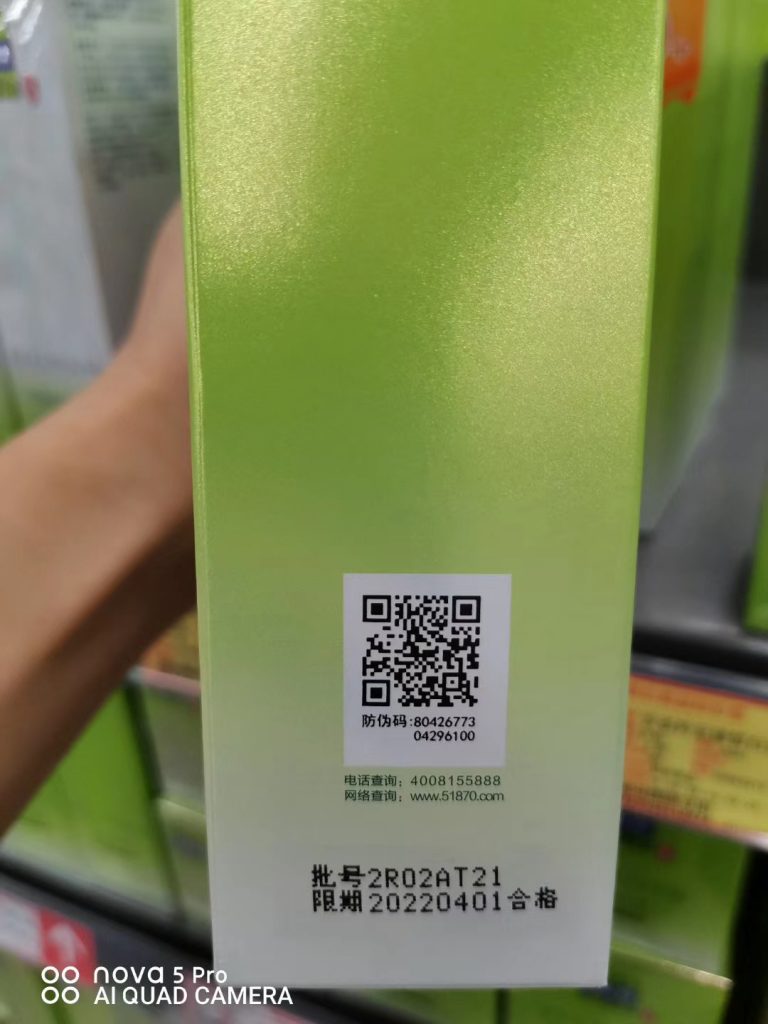 防伪码:80426773
04296100
电话查询: 4008155888
网络查询: www.51870.com
批号2R02AT21
限期20220401合格
nova 5 Pro
AI QUAD CAMERA